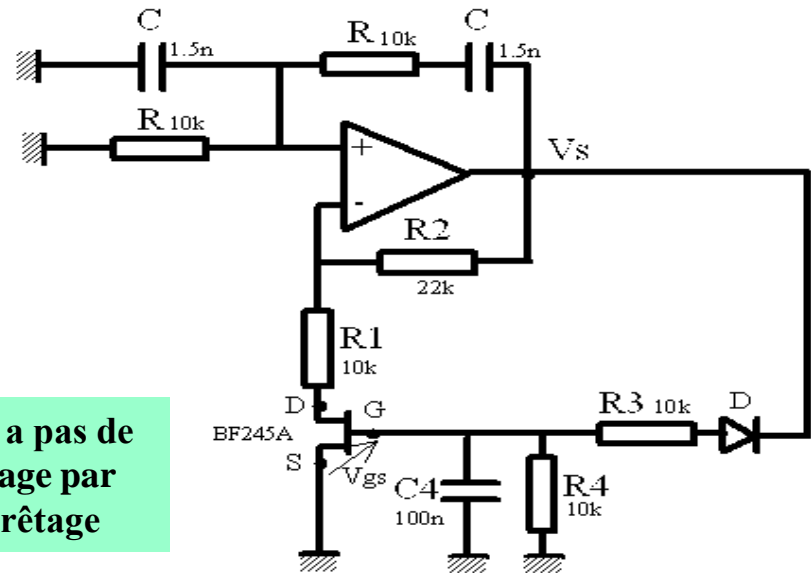 C
1.5n
R 10k
C
1.5n
R 10k
+
Vs
-
R2
22k
R1
10k
D
G
BF245A
S
Vgs
R3 10k
D
C4
100n
R4
10k
a pas de
age par
rêtage